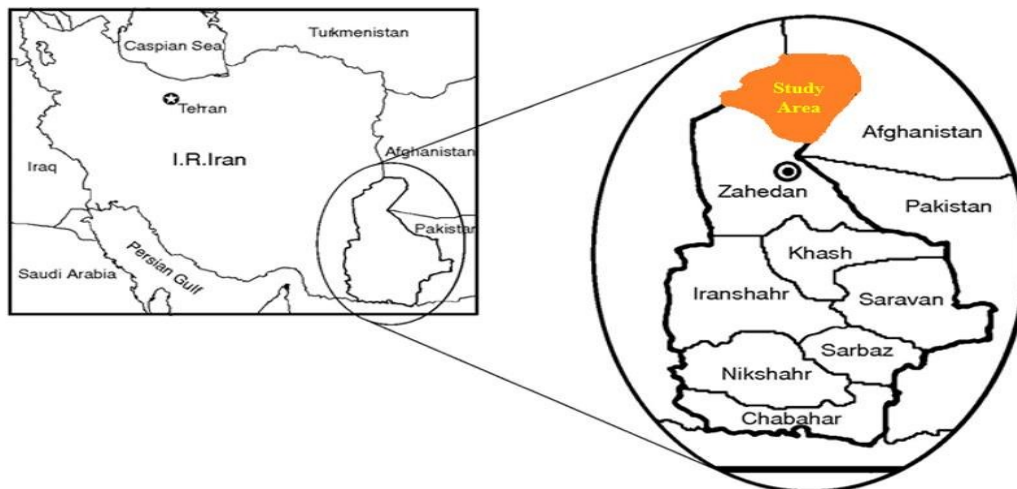 Caspian Sea
Turkmenistan
Tehran
I.R.Iran
Iraq
Afghanistan
Pakistan
Saudi Arabia
Persian Gulf
Study
Area
Afghanistan
Zahedan
Pakistan
Khash
Iranshahr
Saravan
Sarbaz
Nikshahr
Chabahar